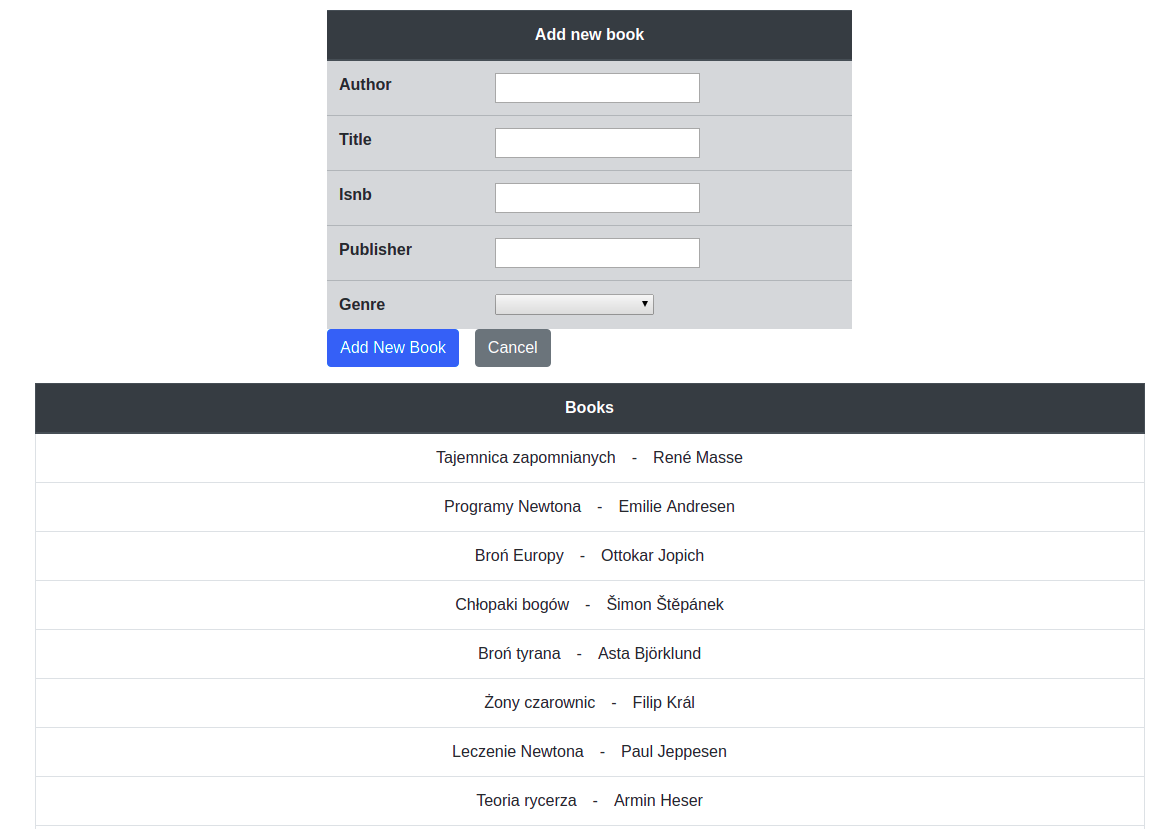 Add new book
Author
Title
Isnb
Publisher
Genre
Add New Book Cancel
Books
Tajemnica zapomnianych - René Masse
Programy Newtona - Emilie Andresen
Broń Europy - Ottokar Jopich
Chłopaki bogów - Šimon Štěpánek
Broń tyrana - Asta Björklund
Żony czarownic - Filip Král
Leczenie Newtona - Paul Jeppesen
Teoria rycerza - Armin Heser